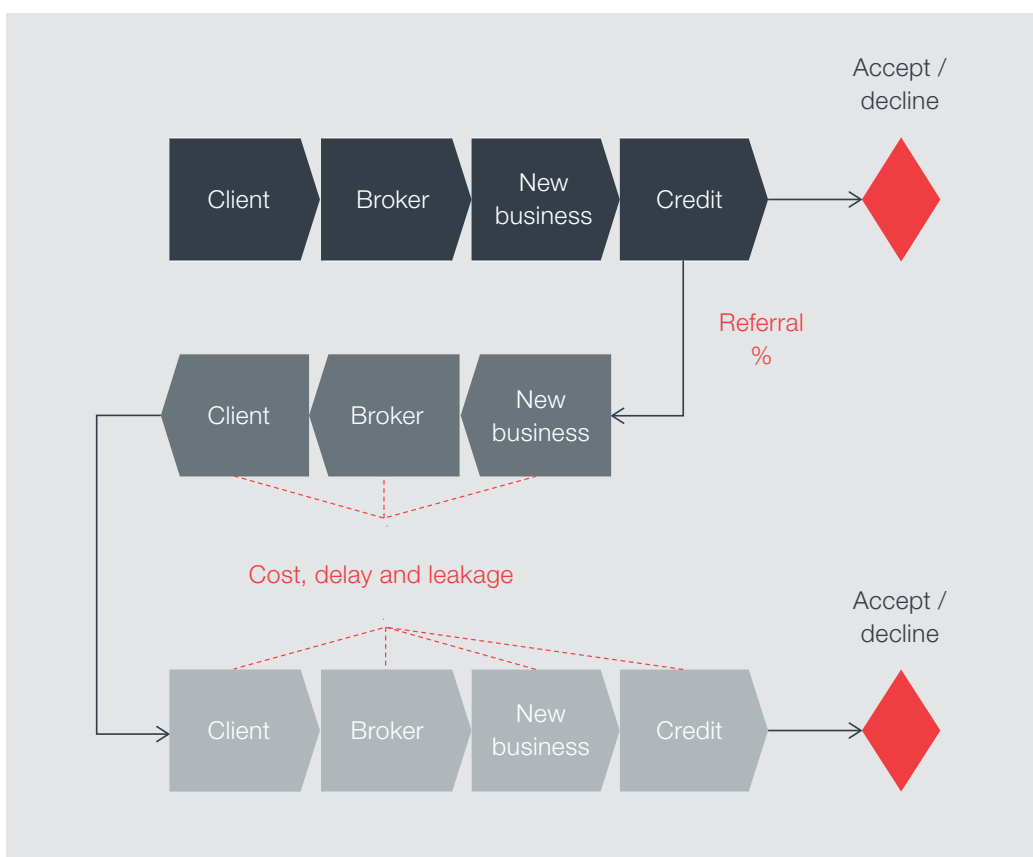 Accept /
decline
Client
Broker
New
business
Credit
Referral
%
Client
Broker
New
business
Cost, delay and leakage
Accept /
decline
Client
Broker
New
business
Credit